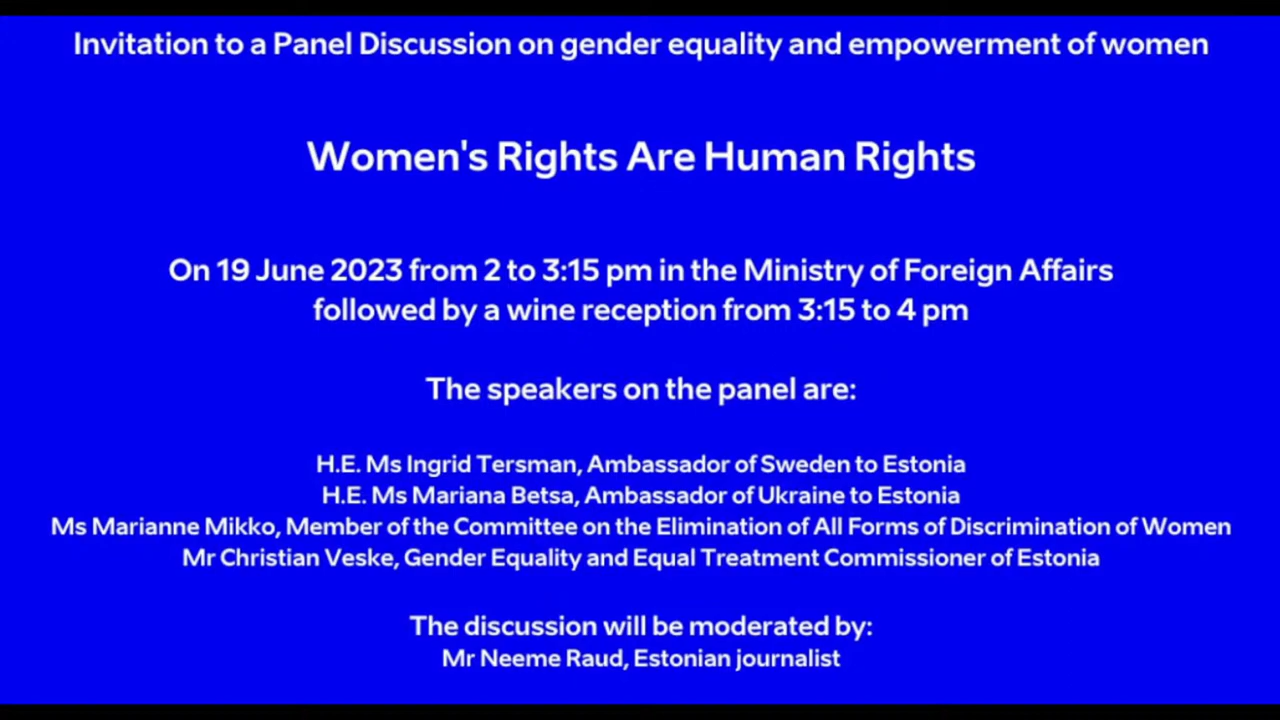 Invitation to a Panel Discussion on gender equality and empowerment of women
Women's Rights Are Human Rights
On 19 June 2023 from 2 to 3:15 pm in the Ministry of Foreign Affairs
followed by a wine reception from 3:15 to 4 pm
The speakers on the panel are:
H.E. Ms Ingrid Tersman, Ambassador of Sweden to Estonia
H.E. Ms Mariana Betsa, Ambassador of Ukraine to Estonia
Ms Marianne Mikko, Member of the Committee on the Elimination of All Forms of Discrimination of Women
Mr Christian Veske, Gender Equality and Equal Treatment Commissioner of Estonia
The discussion will be moderated by:
Mr Neeme Raud, Estonian journalist